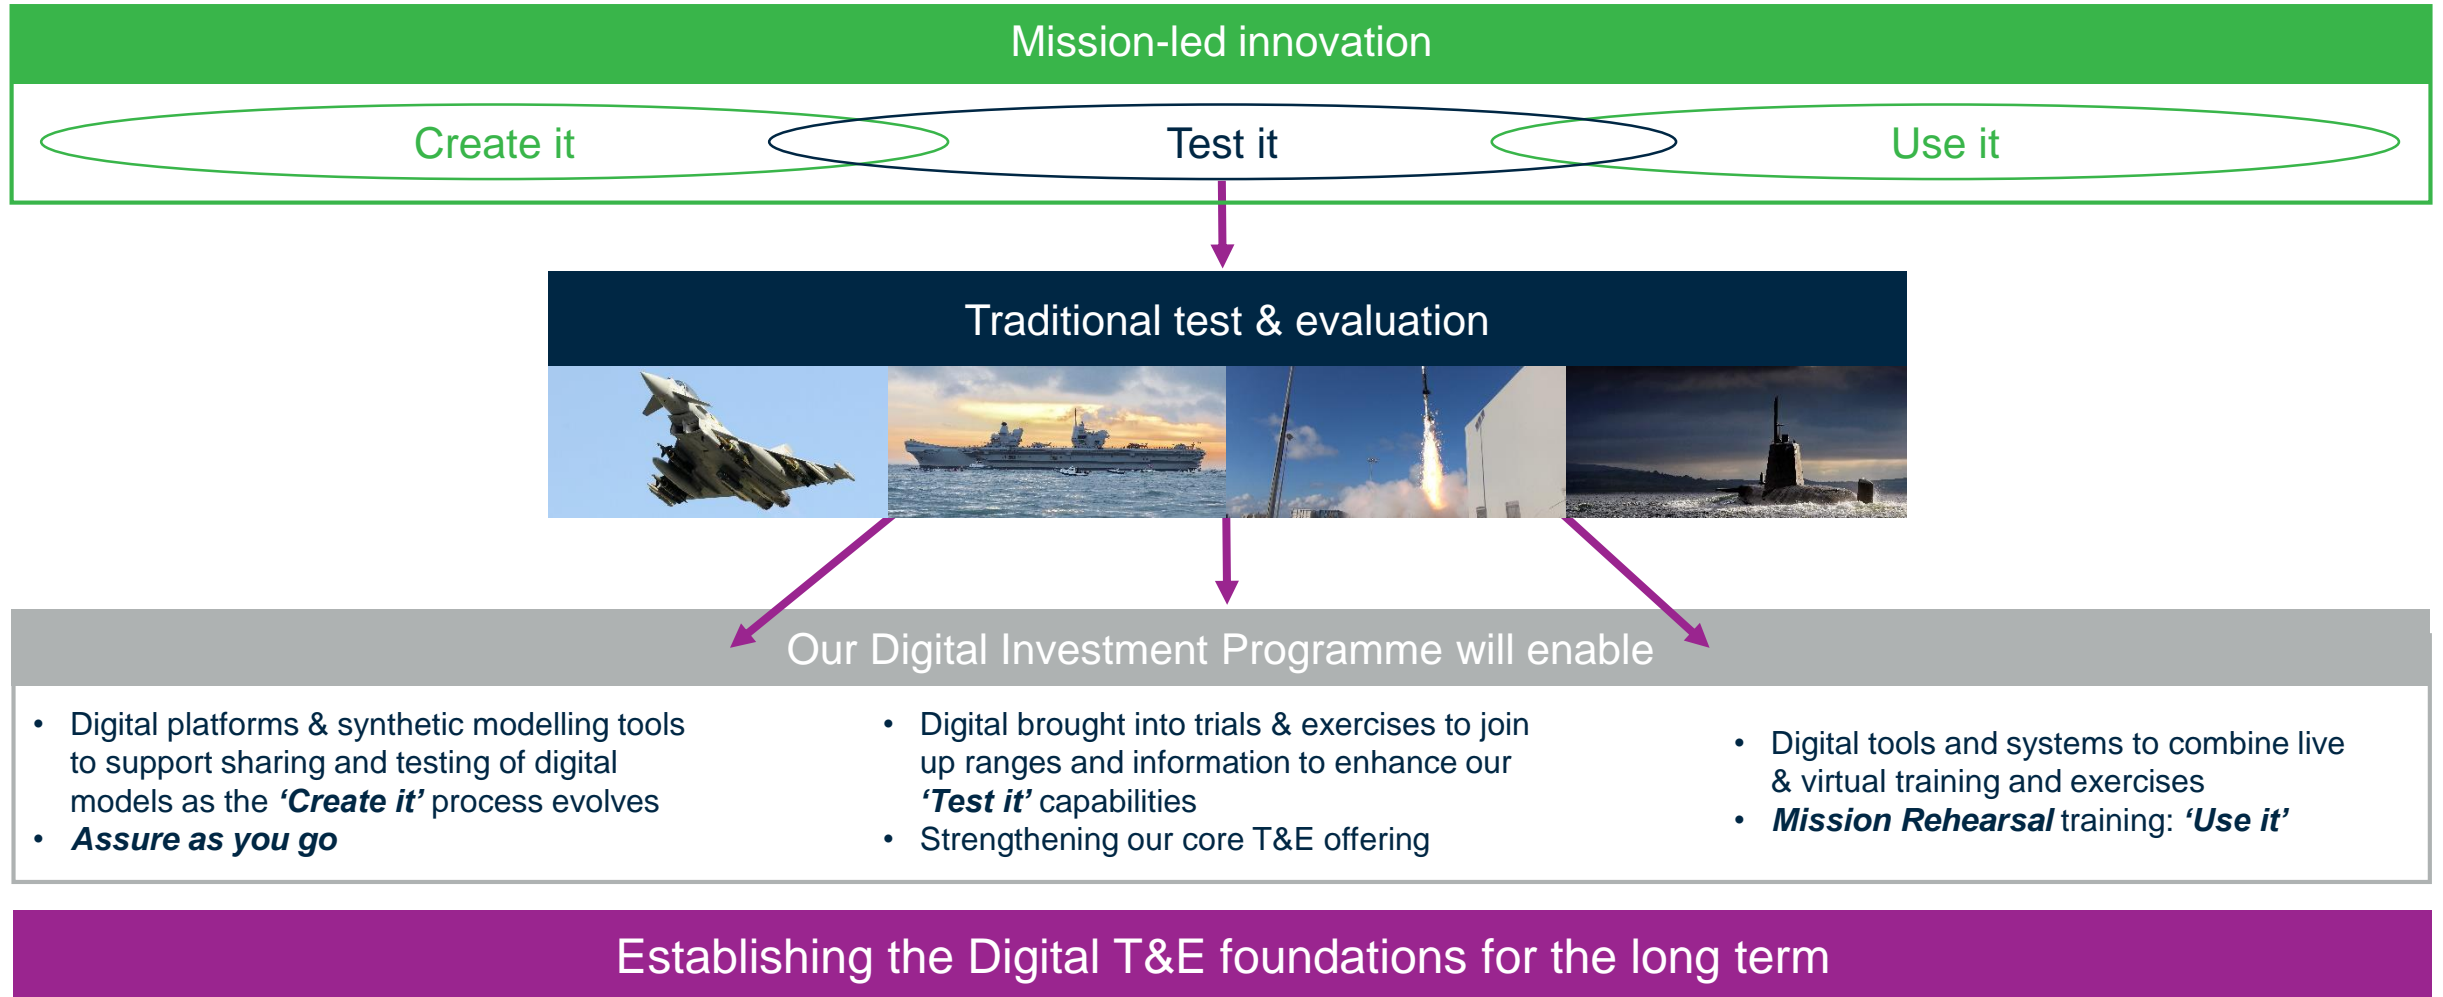 Mission-led innovation
Create it
Test it
Use it
Traditional test & evaluation
Our Digital Investment Programme will enable
• Digital platforms & synthetic modelling tools
to support sharing and testing of digital
models as the ‘Create it’ process evolves
• Assure as you go
• Digital brought into trials & exercises to join
up ranges and information to enhance our
‘Test it’ capabilities
• Strengthening our core T&E offering
• Digital tools and systems to combine live
& virtual training and exercises
• Mission Rehearsal training: ‘Use it’
Establishing the Digital T&E foundations for the long term